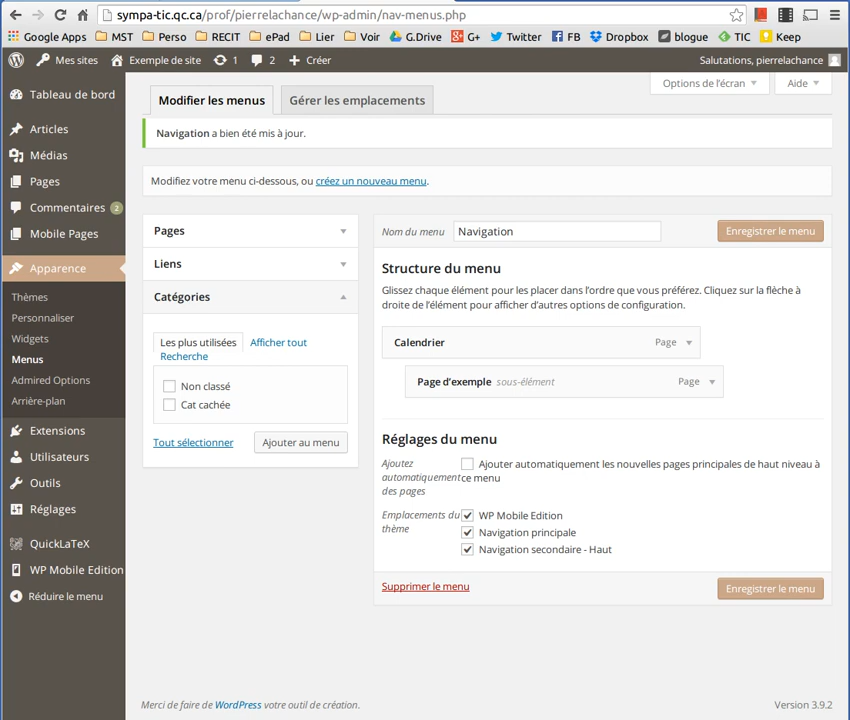 sympa-tic.qc.ca/prof/pierrelachance/wp-admin/nav-menus.php
Google Apps MST Perso RECIT ePad Lier Voir G.Drive G+ Twitter FB Dropbox blogue TIC Keep
Mes sites Exemple de site 1 2 Créer Salutations, pierrelachance
Options de l'écran Aide
Tableau de bord
Articles
Médias
Pages
Commentaires 2
Mobile Pages
Apparence
Thèmes
Personnaliser
Widgets
Menus
Admired Options
Arrière-plan
Extensions
Utilisateurs
Outils
Réglages
QuickLaTeX
WP Mobile Edition
Réduire le menu
Modifier les menus Gérer les emplacements
Navigation a bien été mis à jour.
Modifiez votre menu ci-dessous, ou créez un nouveau menu.
Pages
Liens
Catégories
Les plus utilisées Afficher tout
Recherche
Non classé
Cat cachée
Tout sélectionner Ajouter au menu
Nom du menu Navigation Enregistrer le menu
Structure du menu
Glissez chaque élément pour les placer dans l'ordre que vous préférez. Cliquez sur la flèche à
droite de l'élément pour afficher d'autres options de configuration.
Calendrier Page
Page d'exemple sous-élément Page
Réglages du menu
Ajoutez
automatiquement
des pages
Ajouter automatiquement les nouvelles pages principales de haut niveau à
ce menu
Emplacements du
thème
WP Mobile Edition
Navigation principale
Navigation secondaire - Haut
Supprimer le menu Enregistrer le menu
Merci de faire de WordPress votre outil de création. Version 3.9.2